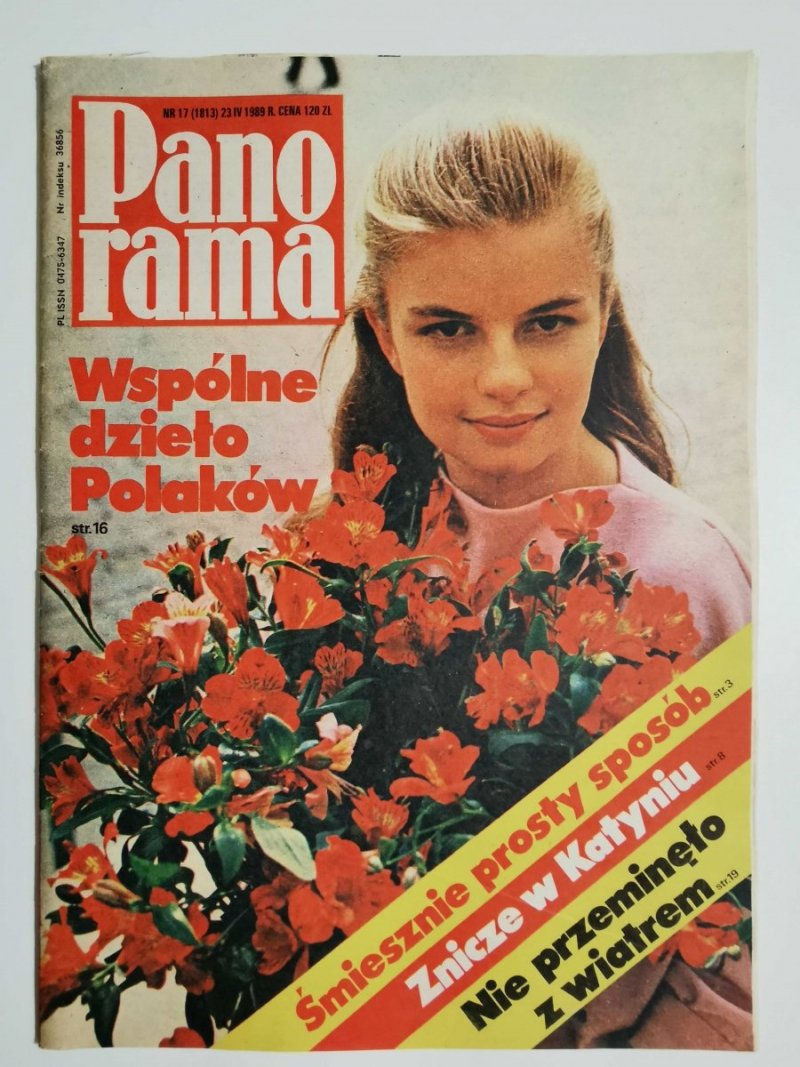 NR 17 (1813) 23 IV 1989 R. CENA 120 ZŁ
Pano
rama
Nr indeksu 36856
PL ISSN 0475-6347
Wspólne
dzieło
Polaków
str.16
Śmiesznie prosty sposób str.3
Znicze w Katyniu str.8
Nie przeminęło
z wiatrem str.19